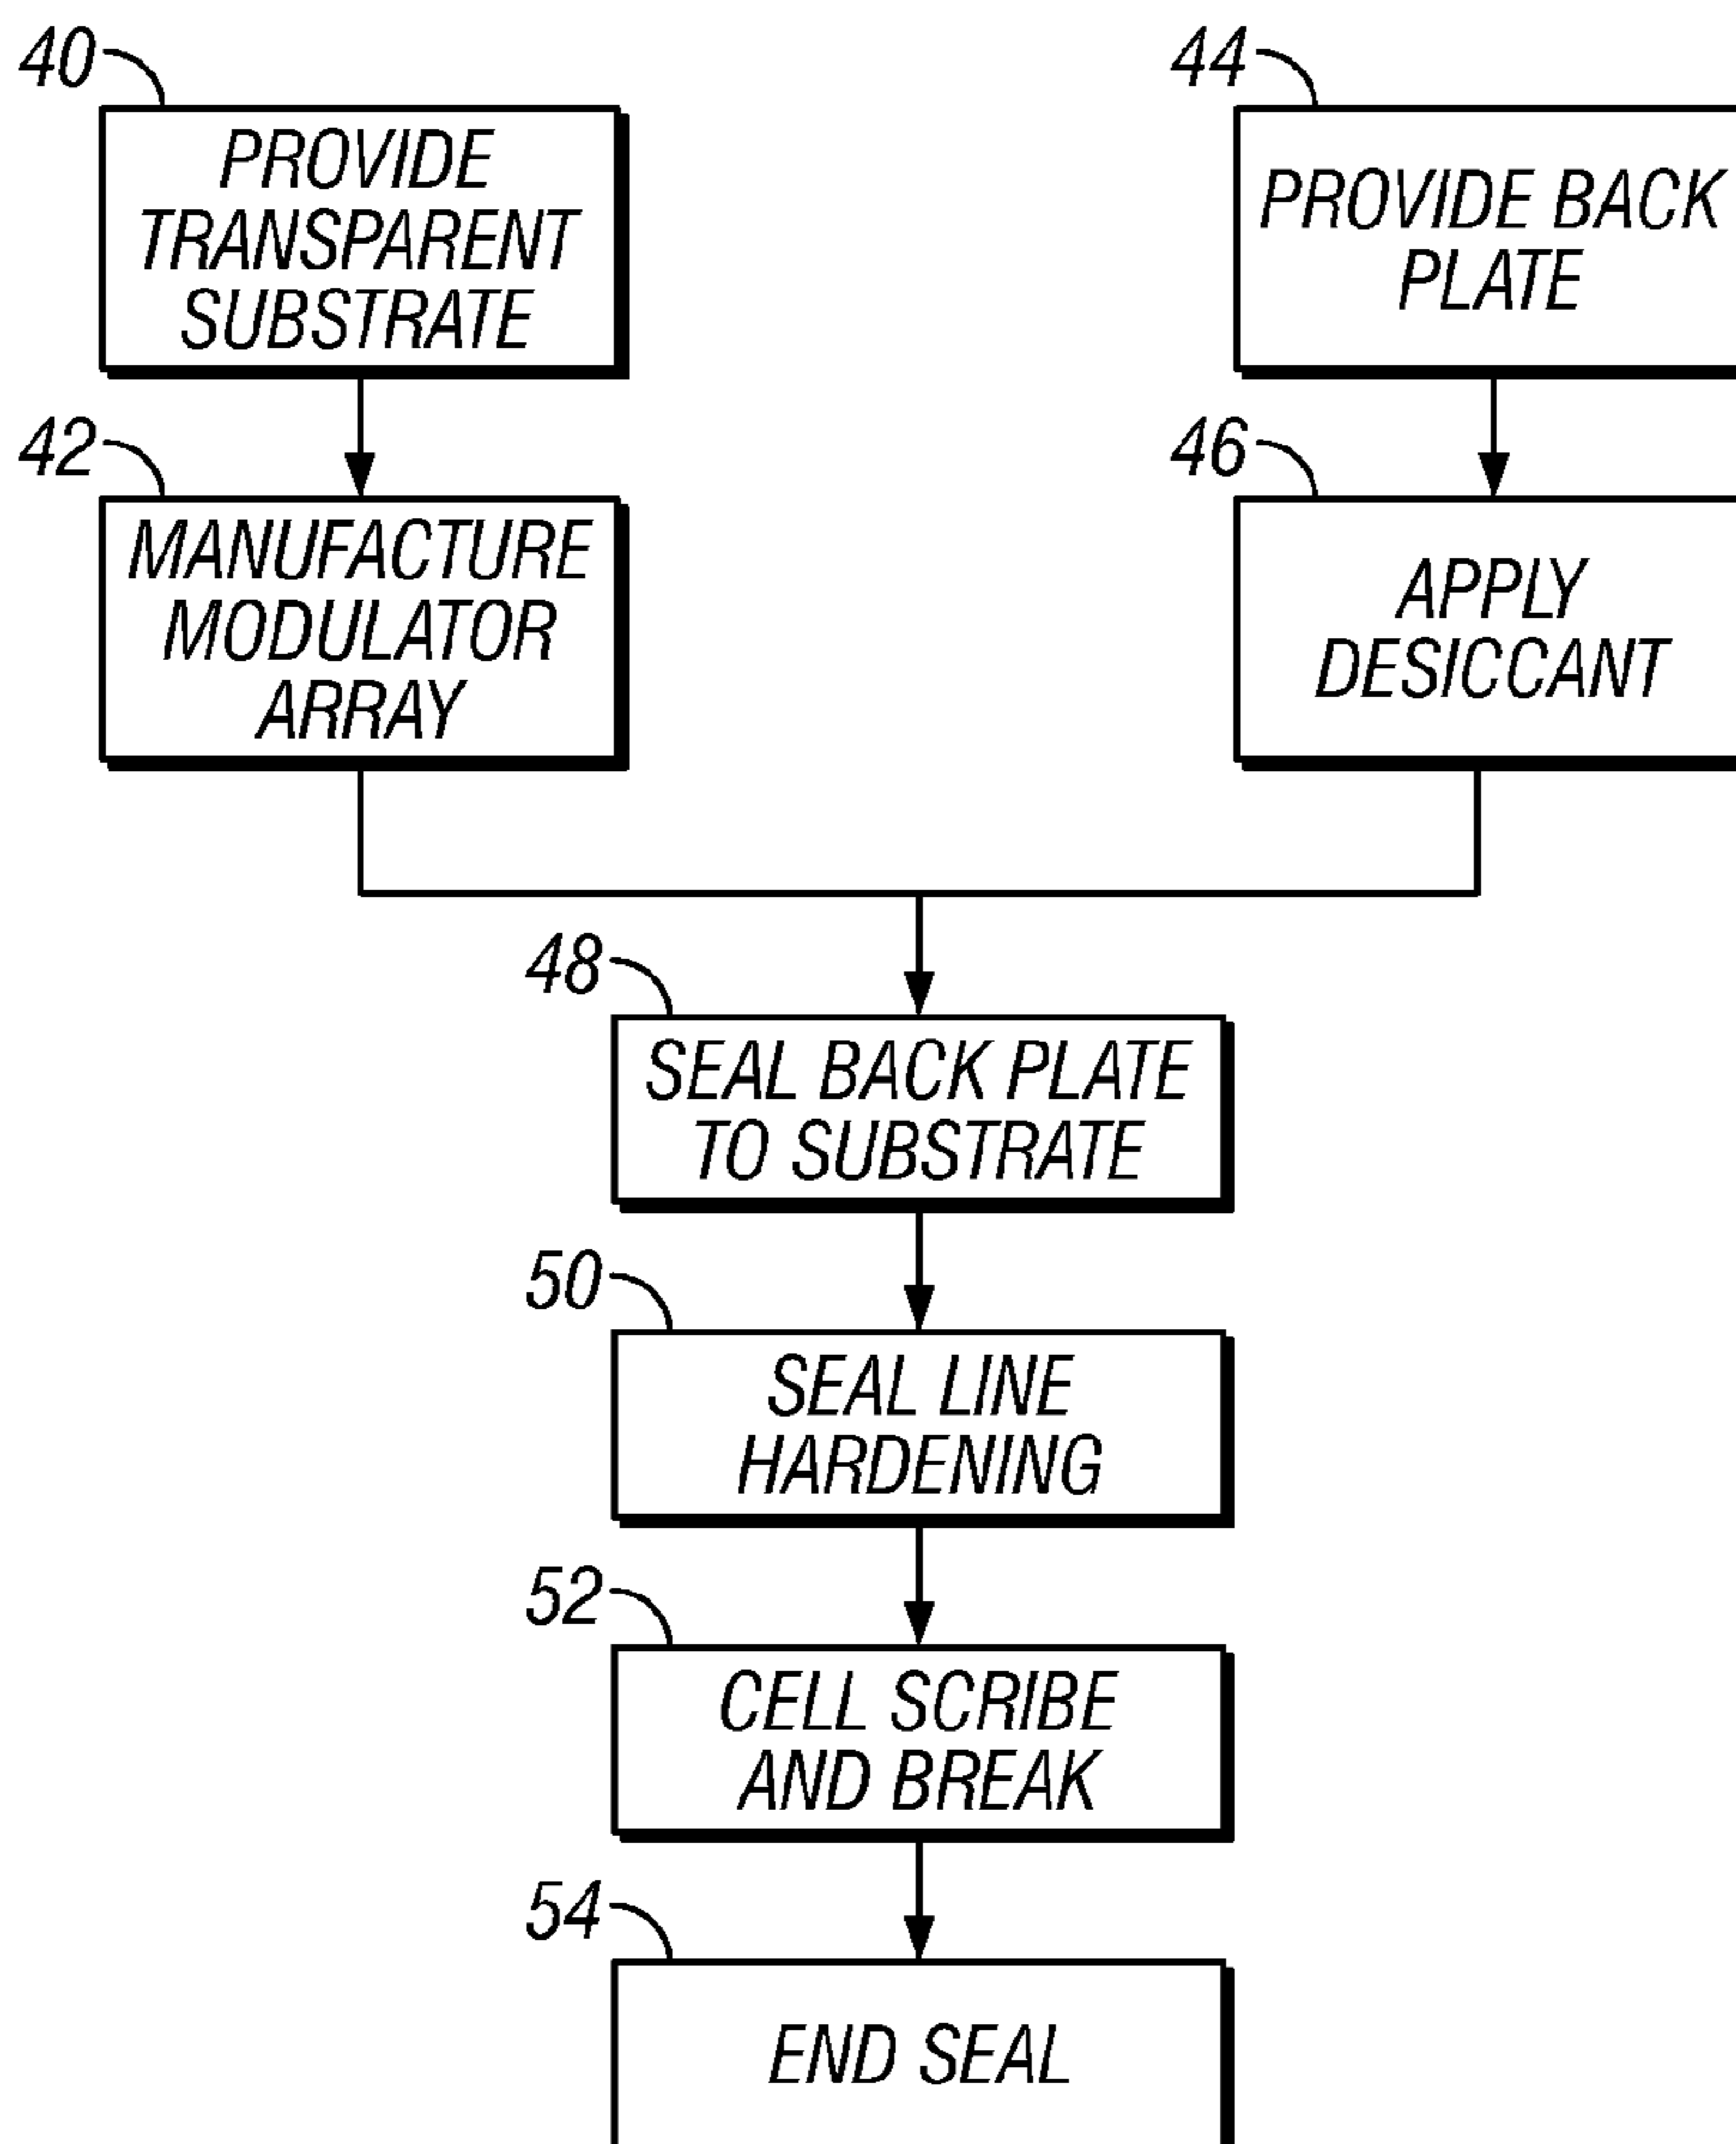 40
PROVIDE
TRANSPARENT
SUBSTRATE
44
PROVIDE BACK
PLATE
42
MANUFACTURE
MODULATOR
ARRAY
46
APPLY
DESICCANT
48
SEAL BACK PLATE
TO SUBSTRATE
50
SEAL LINE
HARDENING
52
CELL SCRIBE
AND BREAK
54
END SEAL